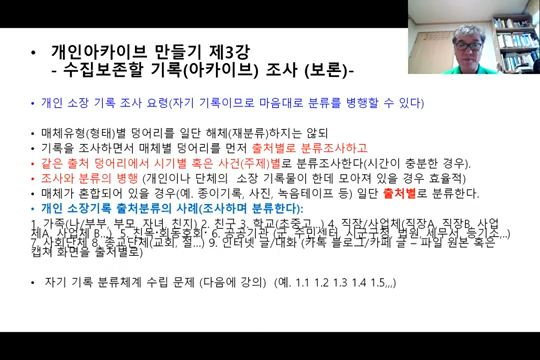 • 개인아카이브 만들기 제3강
- 수집보존할 기록(아카이브) 조사 (보론)-
• 개인 소장 기록 조사 요령(자기 기록이므로 마음대로 분류를 병행할 수 있다)
• 매체유형(형태)별 덩어리를 일단 해체(재분류)하지는 않되
• 기록을 조사하면서 매체별 덩어리를 먼저 출처별로 분류조사하고
• 같은 출처 덩어리에서 시기별 혹은 사건(주제)별로 분류조사한다(시간이 충분한 경우).
• 조사와 분류의 병행 (개인이나 단체의 소장 기록물이 한데 모아져 있을 경우 효율적)
• 매체가 혼합되어 있을 경우(예. 종이기록, 사진, 녹음테이프 등) 일단 출처별로 분류한다.
• 개인 소장기록 출처분류의 사례(조사하며 분류한다):
1. 가족(나/부부, 부모, 자녀, 친지) 2. 친구 3. 학교(초중고,,,) 4. 직장/사업체(직장A, 직장B, 사업
체A, 사업체 B...) 5. 친목·회동호회 6. 공공기관 (군, 주민센터, 시군구청, 법원, 세무서, 등기소,,,)
7. 사회단체 8. 종교단체(교회, 절...) 9. 인터넷 글/대화 (카톡 블로그/카페 글 – 파일 원본 혹은
캡쳐 화면을 출처별로)
• 자기 기록 분류체계 수립 문제 (다음에 강의) (예. 1.1 1.2 1.3 1.4 1.5,,,)